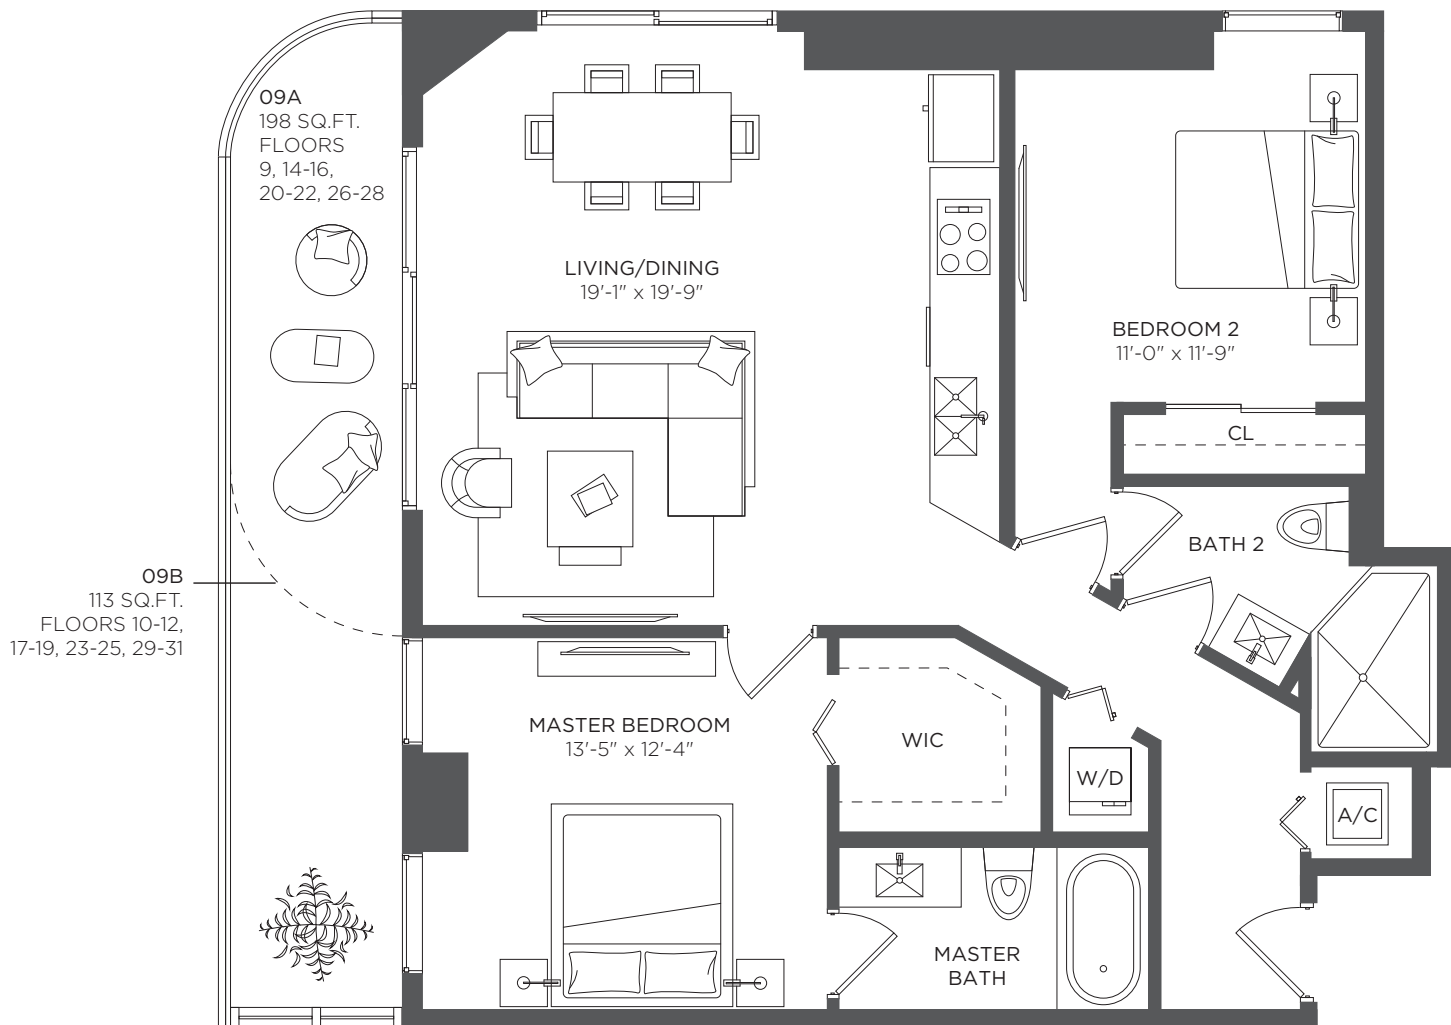 09A
198 SQ.FT.
FLOORS
9, 14-16,
20-22, 26-28
LIVING/DINING
19'-1" x 19'-9"
BEDROOM 2
11'-0" x 11'-9"
CL
BATH 2
09B
113 SQ.FT.
FLOORS 10-12,
17-19, 23-25, 29-31
MASTER BEDROOM
13'-5" x 12'-4"
WIC
W/D
A/C
MASTER
BATH